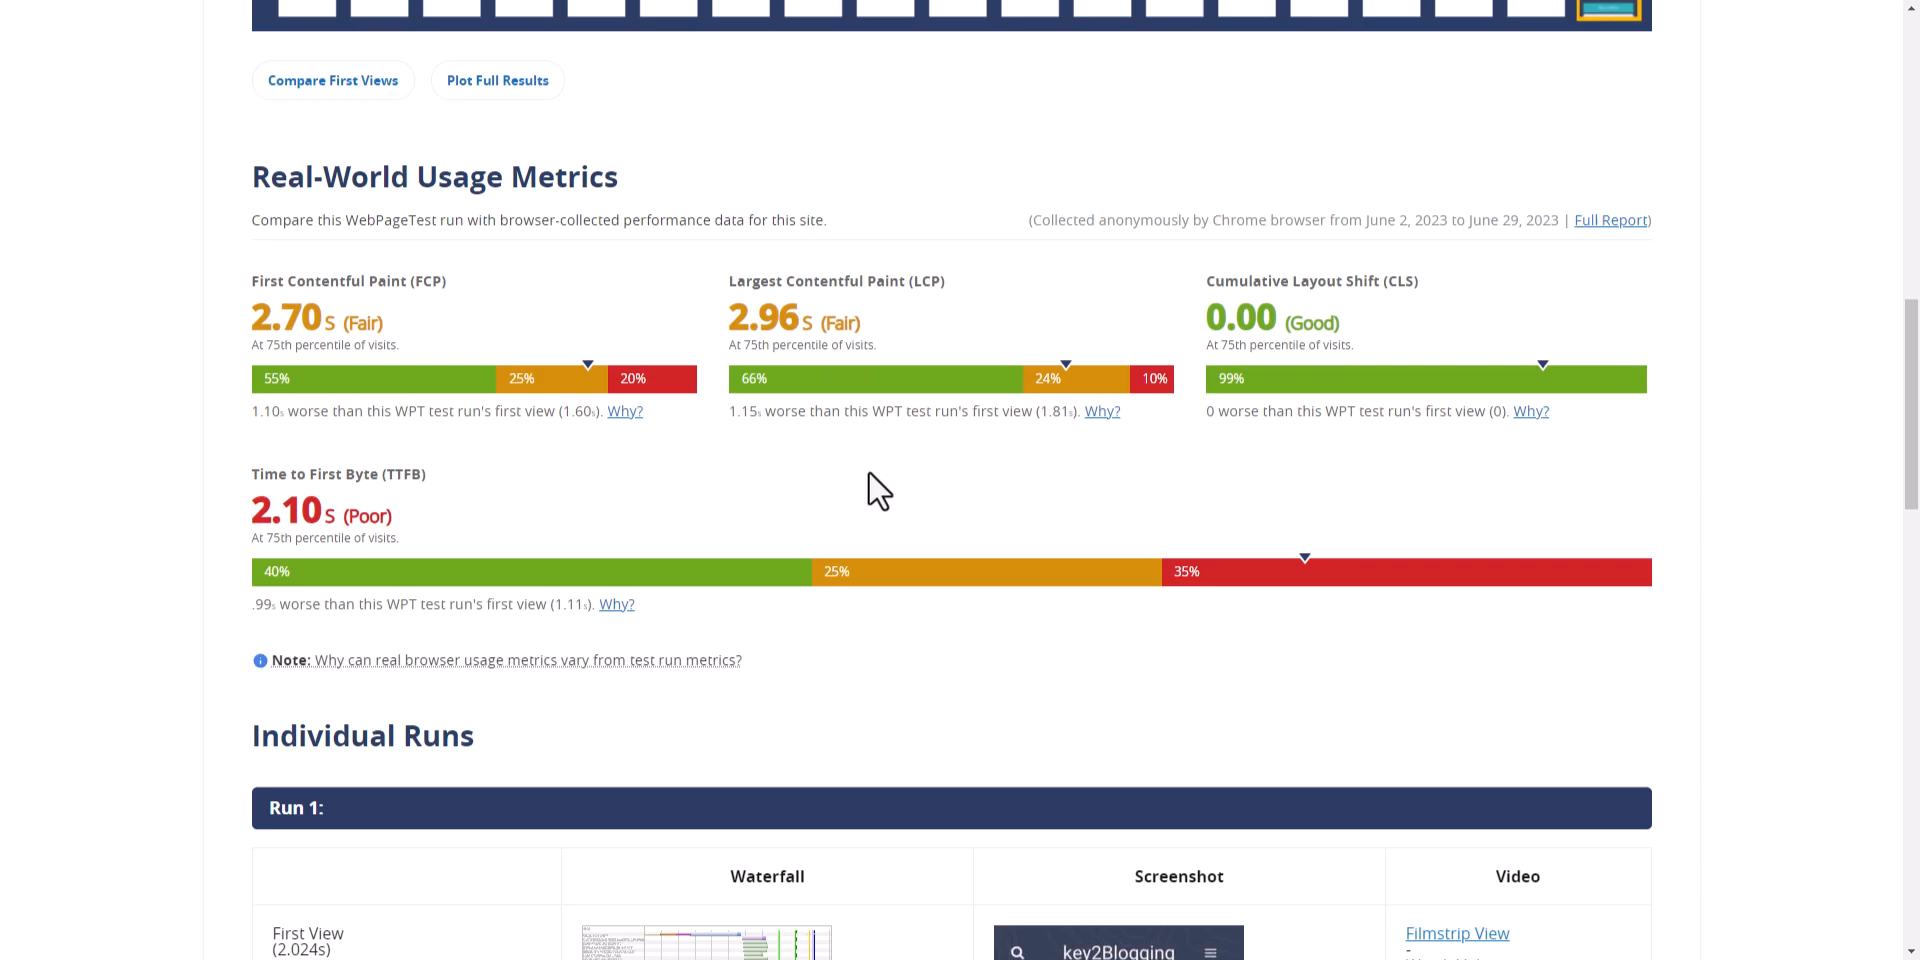 Compare First Views
Plot Full Results
Real-World Usage Metrics
Compare this WebPageTest run with browser-collected performance data for this site.
(Collected anonymously by Chrome browser from June 2, 2023 to June 29, 2023 | Full Report)
First Contentful Paint (FCP)
2.70 S (Fair)
At 75th percentile of visits.
55% 25% 20%
1.10s worse than this WPT test run's first view (1.60s). Why?
Largest Contentful Paint (LCP)
2.96 S (Fair)
At 75th percentile of visits.
66% 24% 10%
1.15s worse than this WPT test run's first view (1.81s). Why?
Cumulative Layout Shift (CLS)
0.00 (Good)
At 75th percentile of visits.
99%
0 worse than this WPT test run's first view (0). Why?
Time to First Byte (TTFB)
2.10 S (Poor)
At 75th percentile of visits.
40% 25% 35%
.99s worse than this WPT test run's first view (1.11s). Why?
Note: Why can real browser usage metrics vary from test run metrics?
Individual Runs
Run 1:
Waterfall Screenshot Video
First View
(2.024s)
key2Blogging
Filmstrip View
-